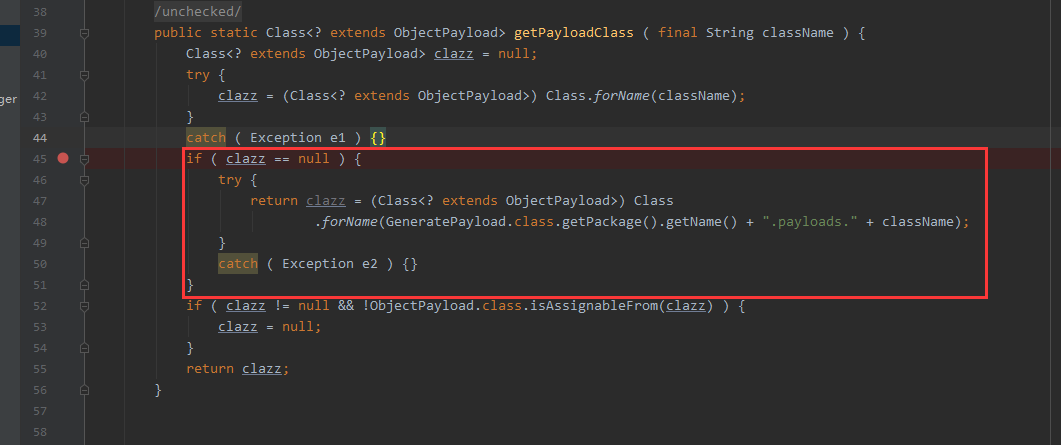 38 /unchecked/
39 public static Class<? extends ObjectPayload> getPayloadClass ( final String className ) {
40 Class<? extends ObjectPayload> clazz = null;
41 try {
ger
42 clazz = (Class<? extends ObjectPayload>) Class.forName(className);
43 }
44 catch ( Exception e1 ) {}
45 if ( clazz == null ) {
46 try {
47 return clazz = (Class<? extends ObjectPayload>) Class
48 .forName(GeneratePayload.class.getPackage().getName() + ".payloads." + className);
49 }
50 catch ( Exception e2 ) {}
51 }
52 if ( clazz != null && !ObjectPayload.class.isAssignableFrom(clazz) ) {
53 clazz = null;
54 }
55 return clazz;
56 }
57
58